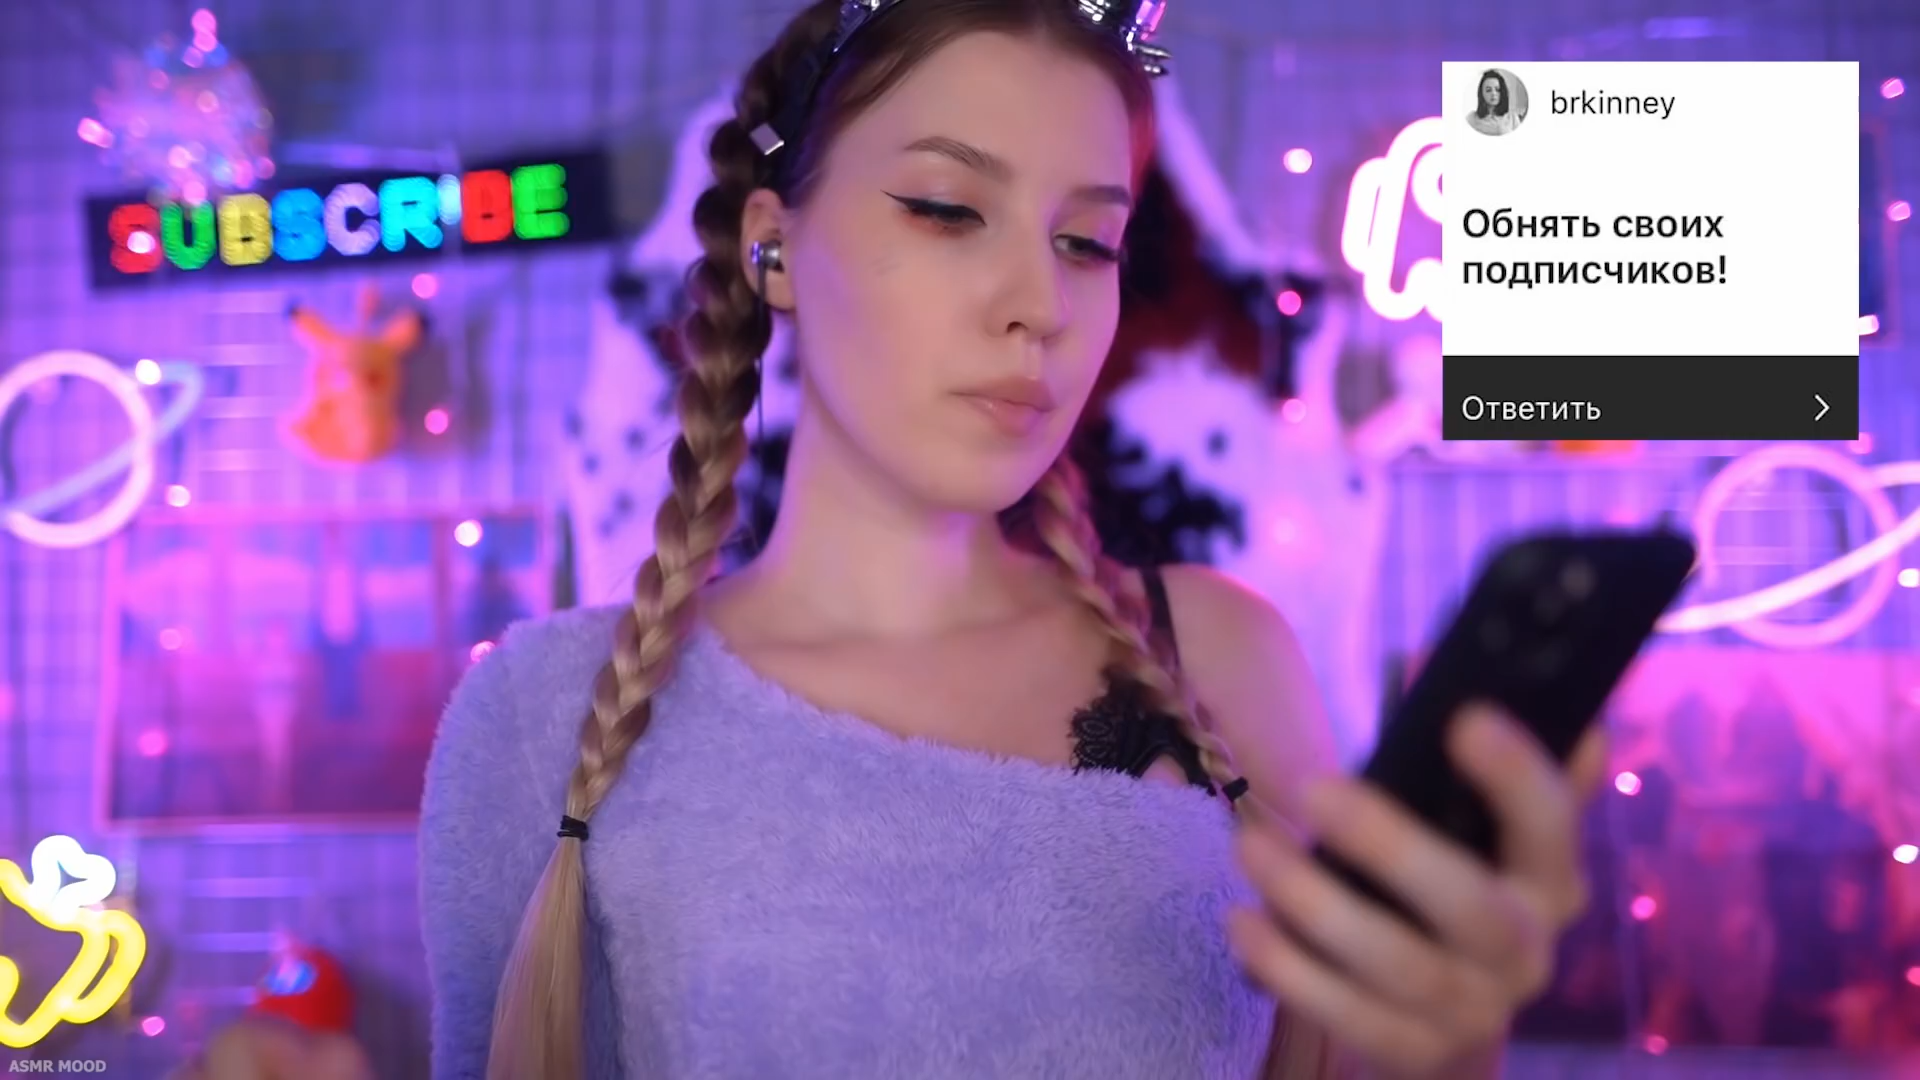 SUBSCRIBE
brkinney
Обнять своих
подписчиков!
Ответить
ASMR MOOD